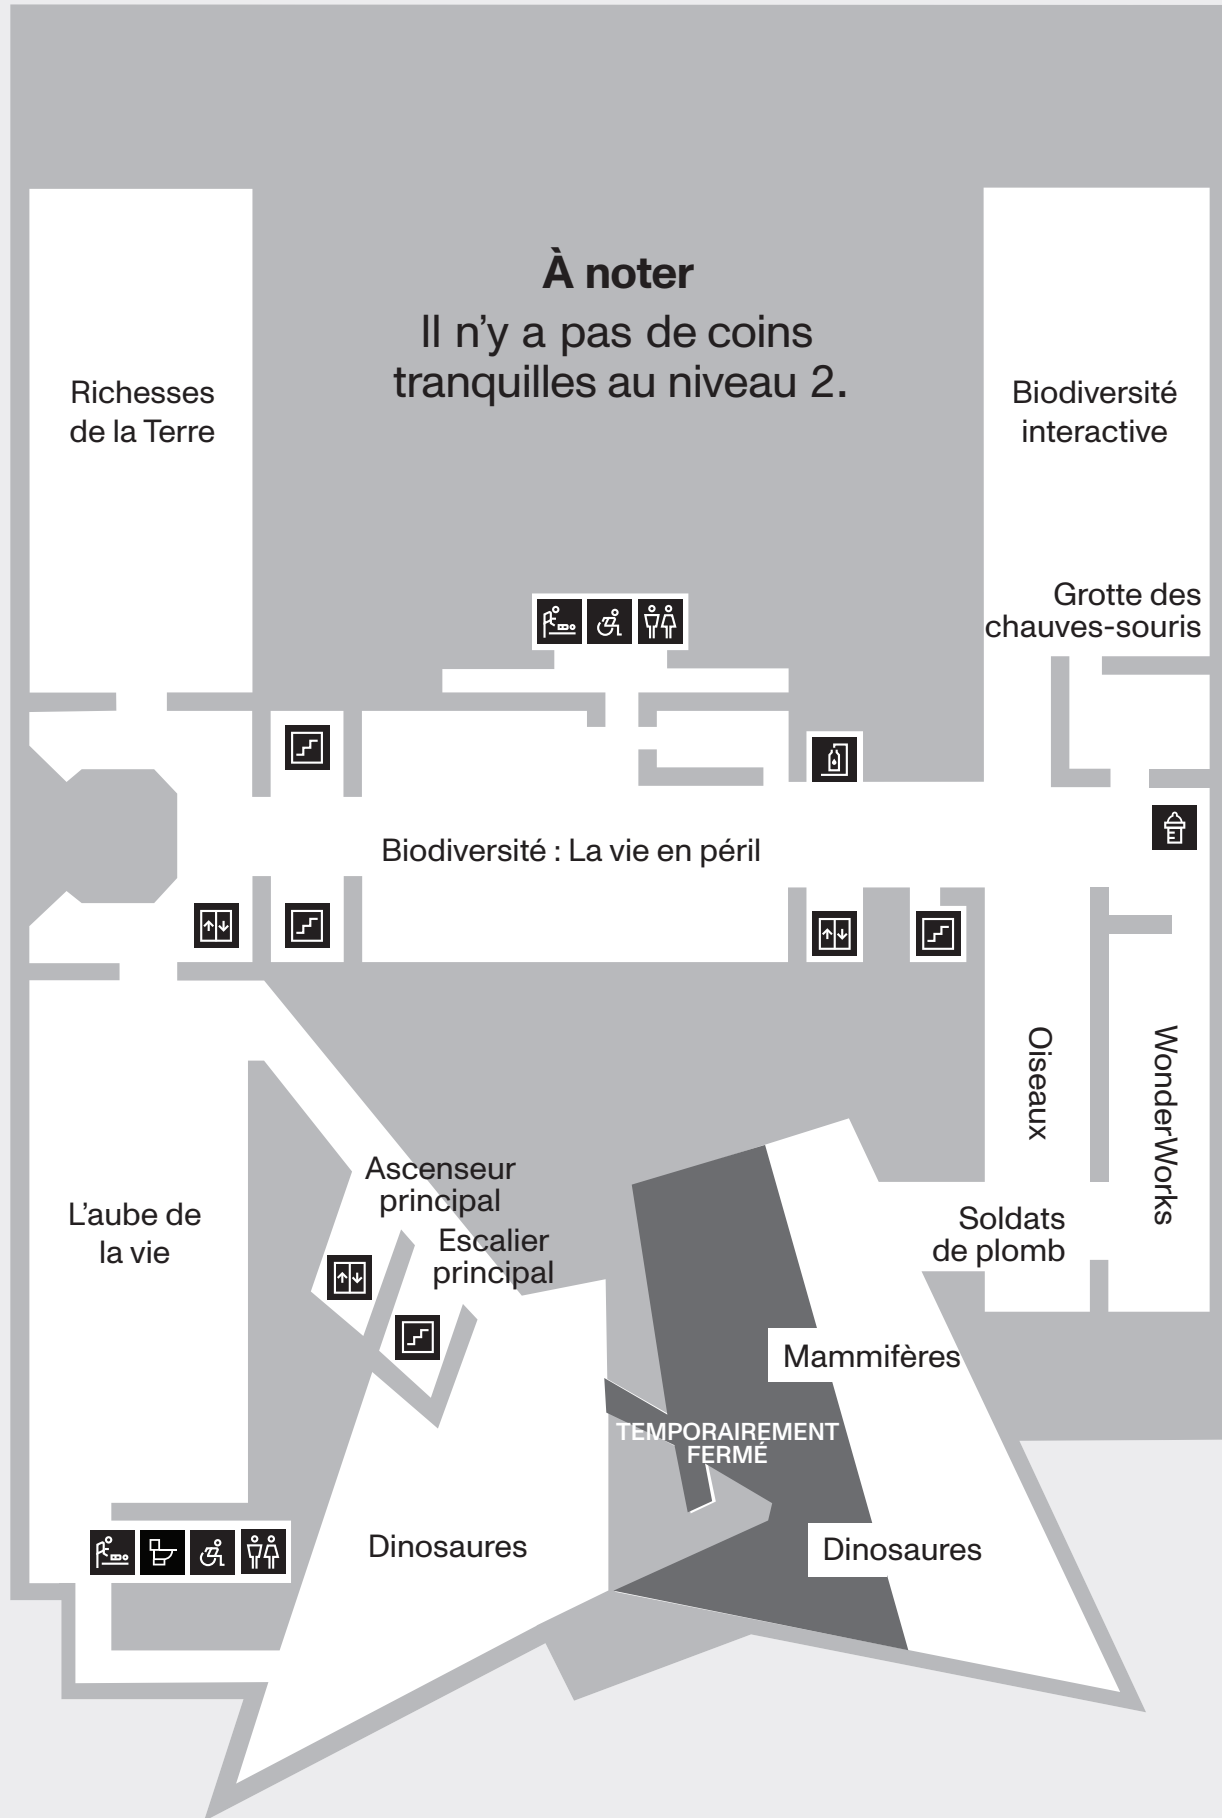 À noter
Il n'y a pas de coins
tranquilles au niveau 2.
Richesses
de la Terre
Biodiversité
interactive
Grotte des
chauves-souris
Biodiversité : La vie en péril
Oiseaux
WonderWorks
Ascenseur
principal
Escalier
principal
L'aube de
la vie
Soldats
de plomb
Mammifères
TEMPORAIREMENT
FERMÉ
Dinosaures
Dinosaures